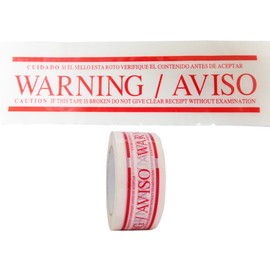 CUIDADO SI EL SELLO ESTA ROTO VERIFIQUE EL CONTENIDO ANTES DE ACEPTAR
WARNING / AVISO
CAUTION IF THIS TAPE IS BROKEN DO NOT GIVE CLEAR RECEIPT WITHOUT EXAMINATION
AVISO WAR